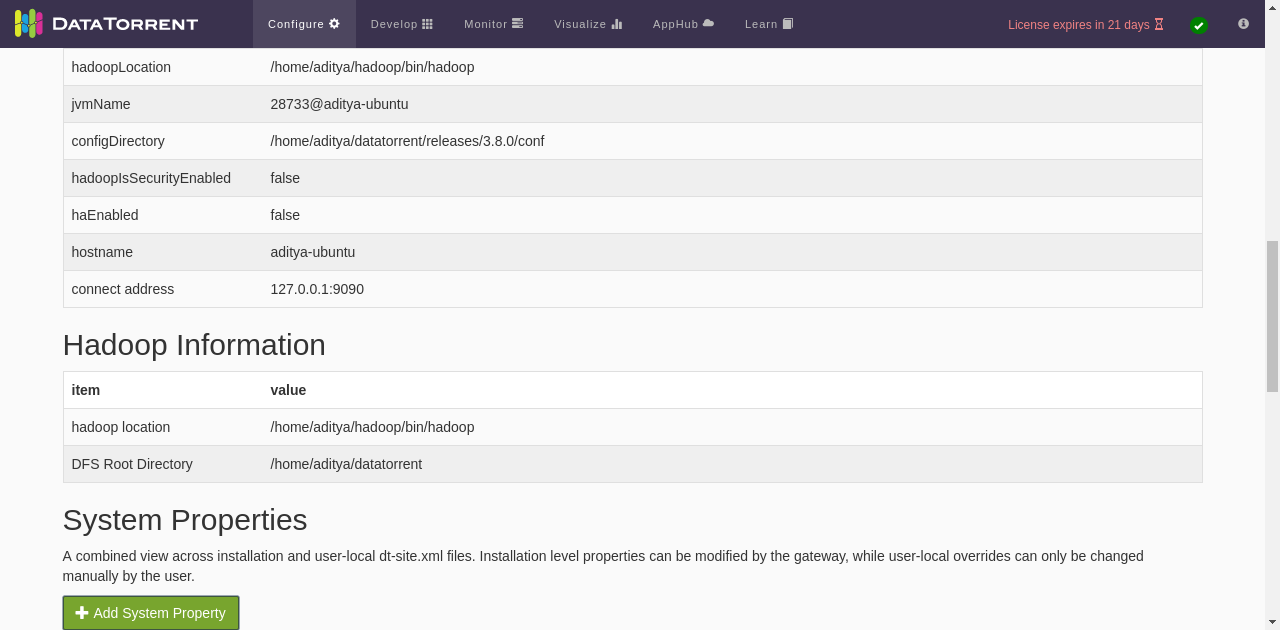 DATATORRENT Configure Develop Monitor Visualize AppHub Learn License expires in 21 days
hadoopLocation /home/aditya/hadoop/bin/hadoop
jvmName 28733@aditya-ubuntu
configDirectory /home/aditya/datatorrent/releases/3.8.0/conf
hadoopIsSecurityEnabled false
haEnabled false
hostname aditya-ubuntu
connect address 127.0.0.1:9090
Hadoop Information
item value
hadoop location /home/aditya/hadoop/bin/hadoop
DFS Root Directory /home/aditya/datatorrent
System Properties
A combined view across installation and user-local dt-site.xml files. Installation level properties can be modified by the gateway, while user-local overrides can only be changed
manually by the user.
Add System Property